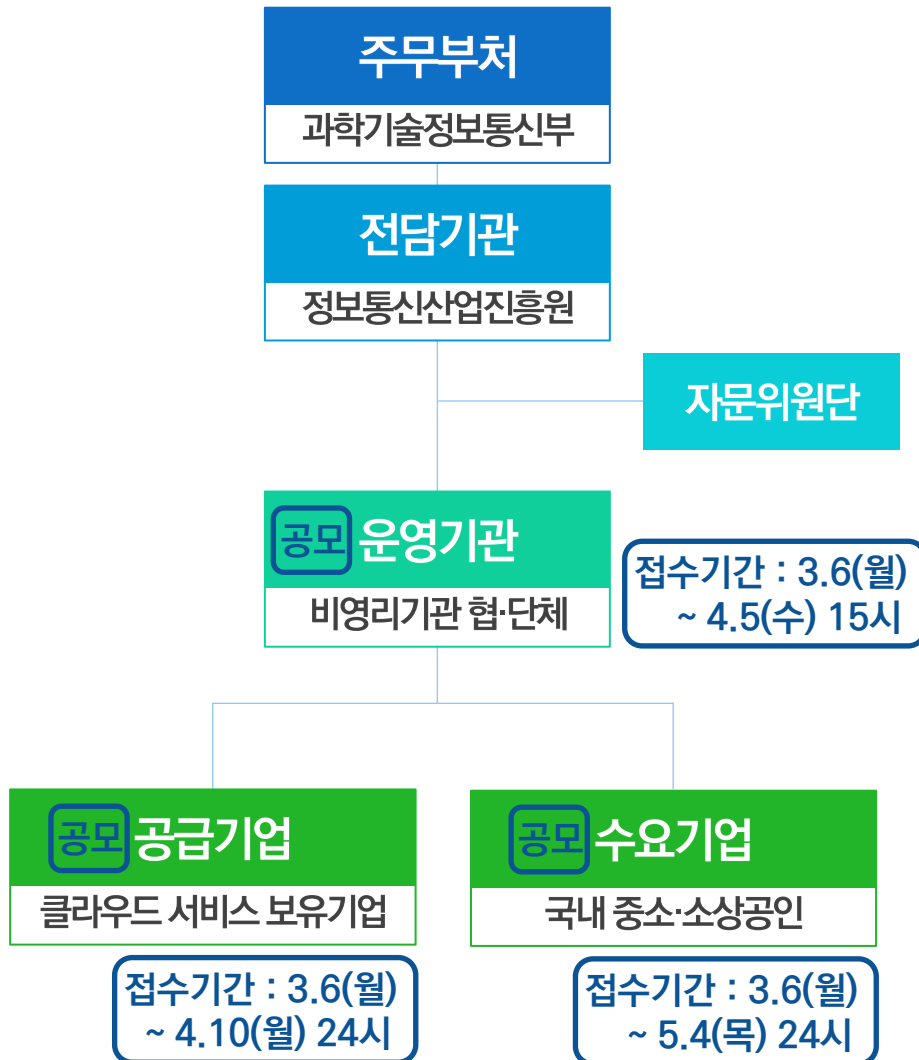 주무부처
과학기술정보통신부
전담기관
정보통신산업진흥원
자문위원단
공모 운영기관
비영리기관 협·단체
접수기간 : 3.6(월)
~ 4.5(수) 15시
공모 공급기업
클라우드 서비스 보유기업
접수기간 : 3.6(월)
~ 4.10(월) 24시
공모 수요기업
국내 중소·소상공인
접수기간 : 3.6(월)
~ 5.4(목) 24시